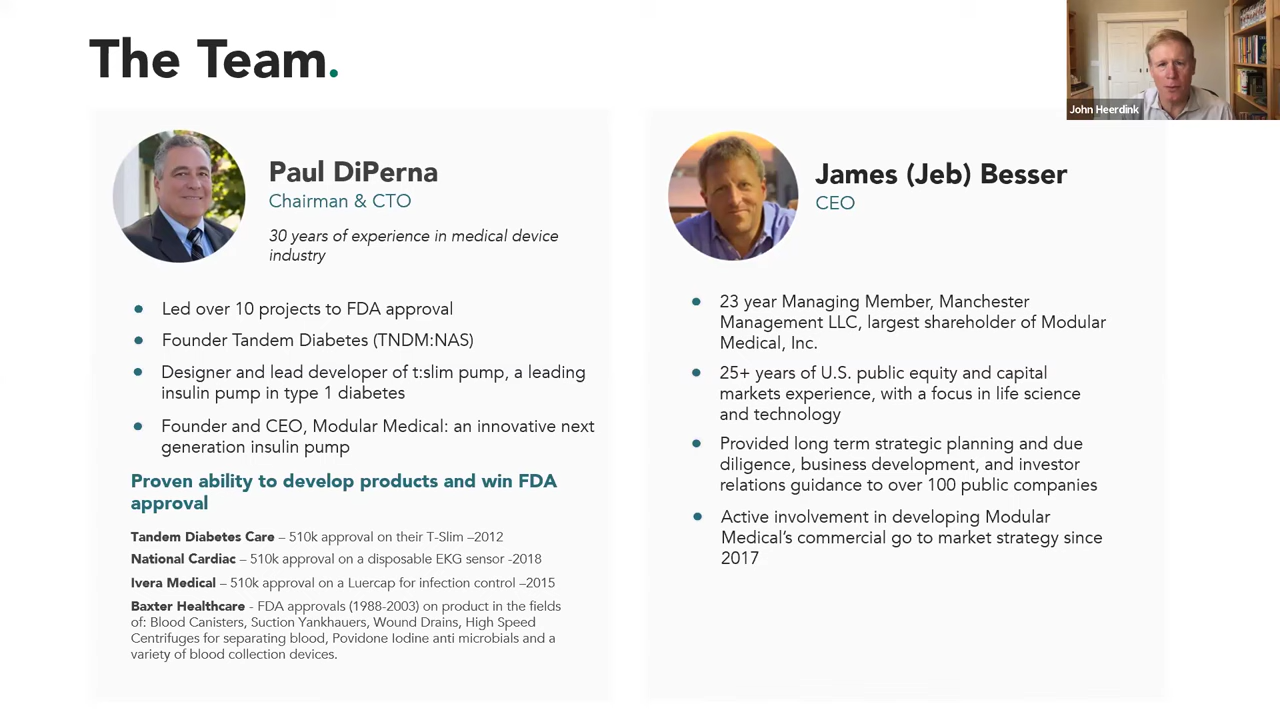 The Team.
John Heerdink
Paul DiPerna
Chairman & CTO
30 years of experience in medical device
industry
Led over 10 projects to FDA approval
Founder Tandem Diabetes (TNDM:NAS)
Designer and lead developer of t:slim pump, a leading
insulin pump in type 1 diabetes
Founder and CEO, Modular Medical: an innovative next
generation insulin pump
Proven ability to develop products and win FDA
approval
Tandem Diabetes Care – 510k approval on their T-Slim –2012
National Cardiac – 510k approval on a disposable EKG sensor -2018
Ivera Medical – 510k approval on a Luercap for infection control –2015
Baxter Healthcare - FDA approvals (1988-2003) on product in the fields
of: Blood Canisters, Suction Yankhauers, Wound Drains, High Speed
Centrifuges for separating blood, Povidone Iodine anti microbials and a
variety of blood collection devices.
James (Jeb) Besser
CEO
23 year Managing Member, Manchester
Management LLC, largest shareholder of Modular
Medical, Inc.
25+ years of U.S. public equity and capital
markets experience, with a focus in life science
and technology
Provided long term strategic planning and due
diligence, business development, and investor
relations guidance to over 100 public companies
Active involvement in developing Modular
Medical's commercial go to market strategy since
2017